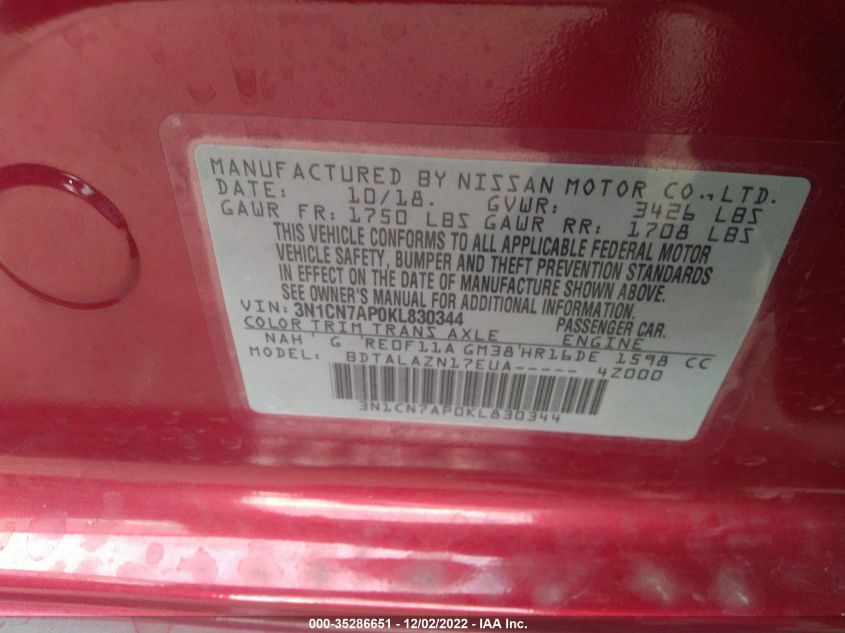 MANUFACTURED BY NISSAN MOTOR CO., LTD.
DATE: 10/18. GVWR: 3426 LBS
GAWR FR: 1750 LBS GAWR RR: 1708 LBS
THIS VEHICLE CONFORMS TO ALL APPLICABLE FEDERAL MOTOR
VEHICLE SAFETY, BUMPER AND THEFT PREVENTION STANDARDS
IN EFFECT ON THE DATE OF MANUFACTURE SHOWN ABOVE.
SEE OWNER'S MANUAL FOR ADDITIONAL INFORMATION.
VIN: 3N1CN7AP0KL830344 PASSENGER CAR.
COLOR TRIM TRANS AXLE ENGINE
NAH' G 'RE0F11A GM38'HR16DE 1598 CC
MODEL: BDTALAZN17EUA----- 4Z000
3N1CN7AP0KL830344
000-35286651 - 12/02/2022 - IAA Inc.